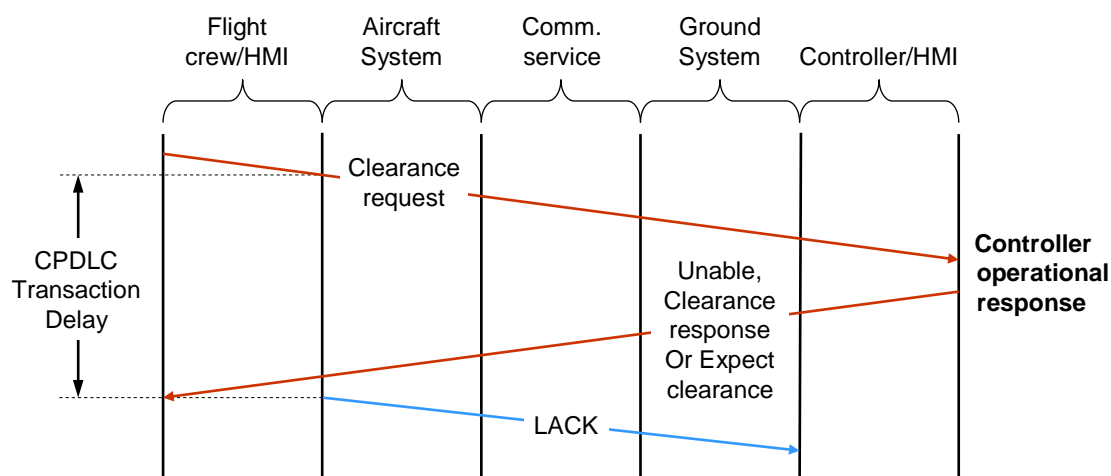 Flight
crew/HMI
Aircraft
System
Comm.
service
Ground
System
Controller/HMI
Clearance
request
CPDLC
Transaction
Delay
Unable,
Clearance
response
Or Expect
clearance
Controller
operational
response
LACK